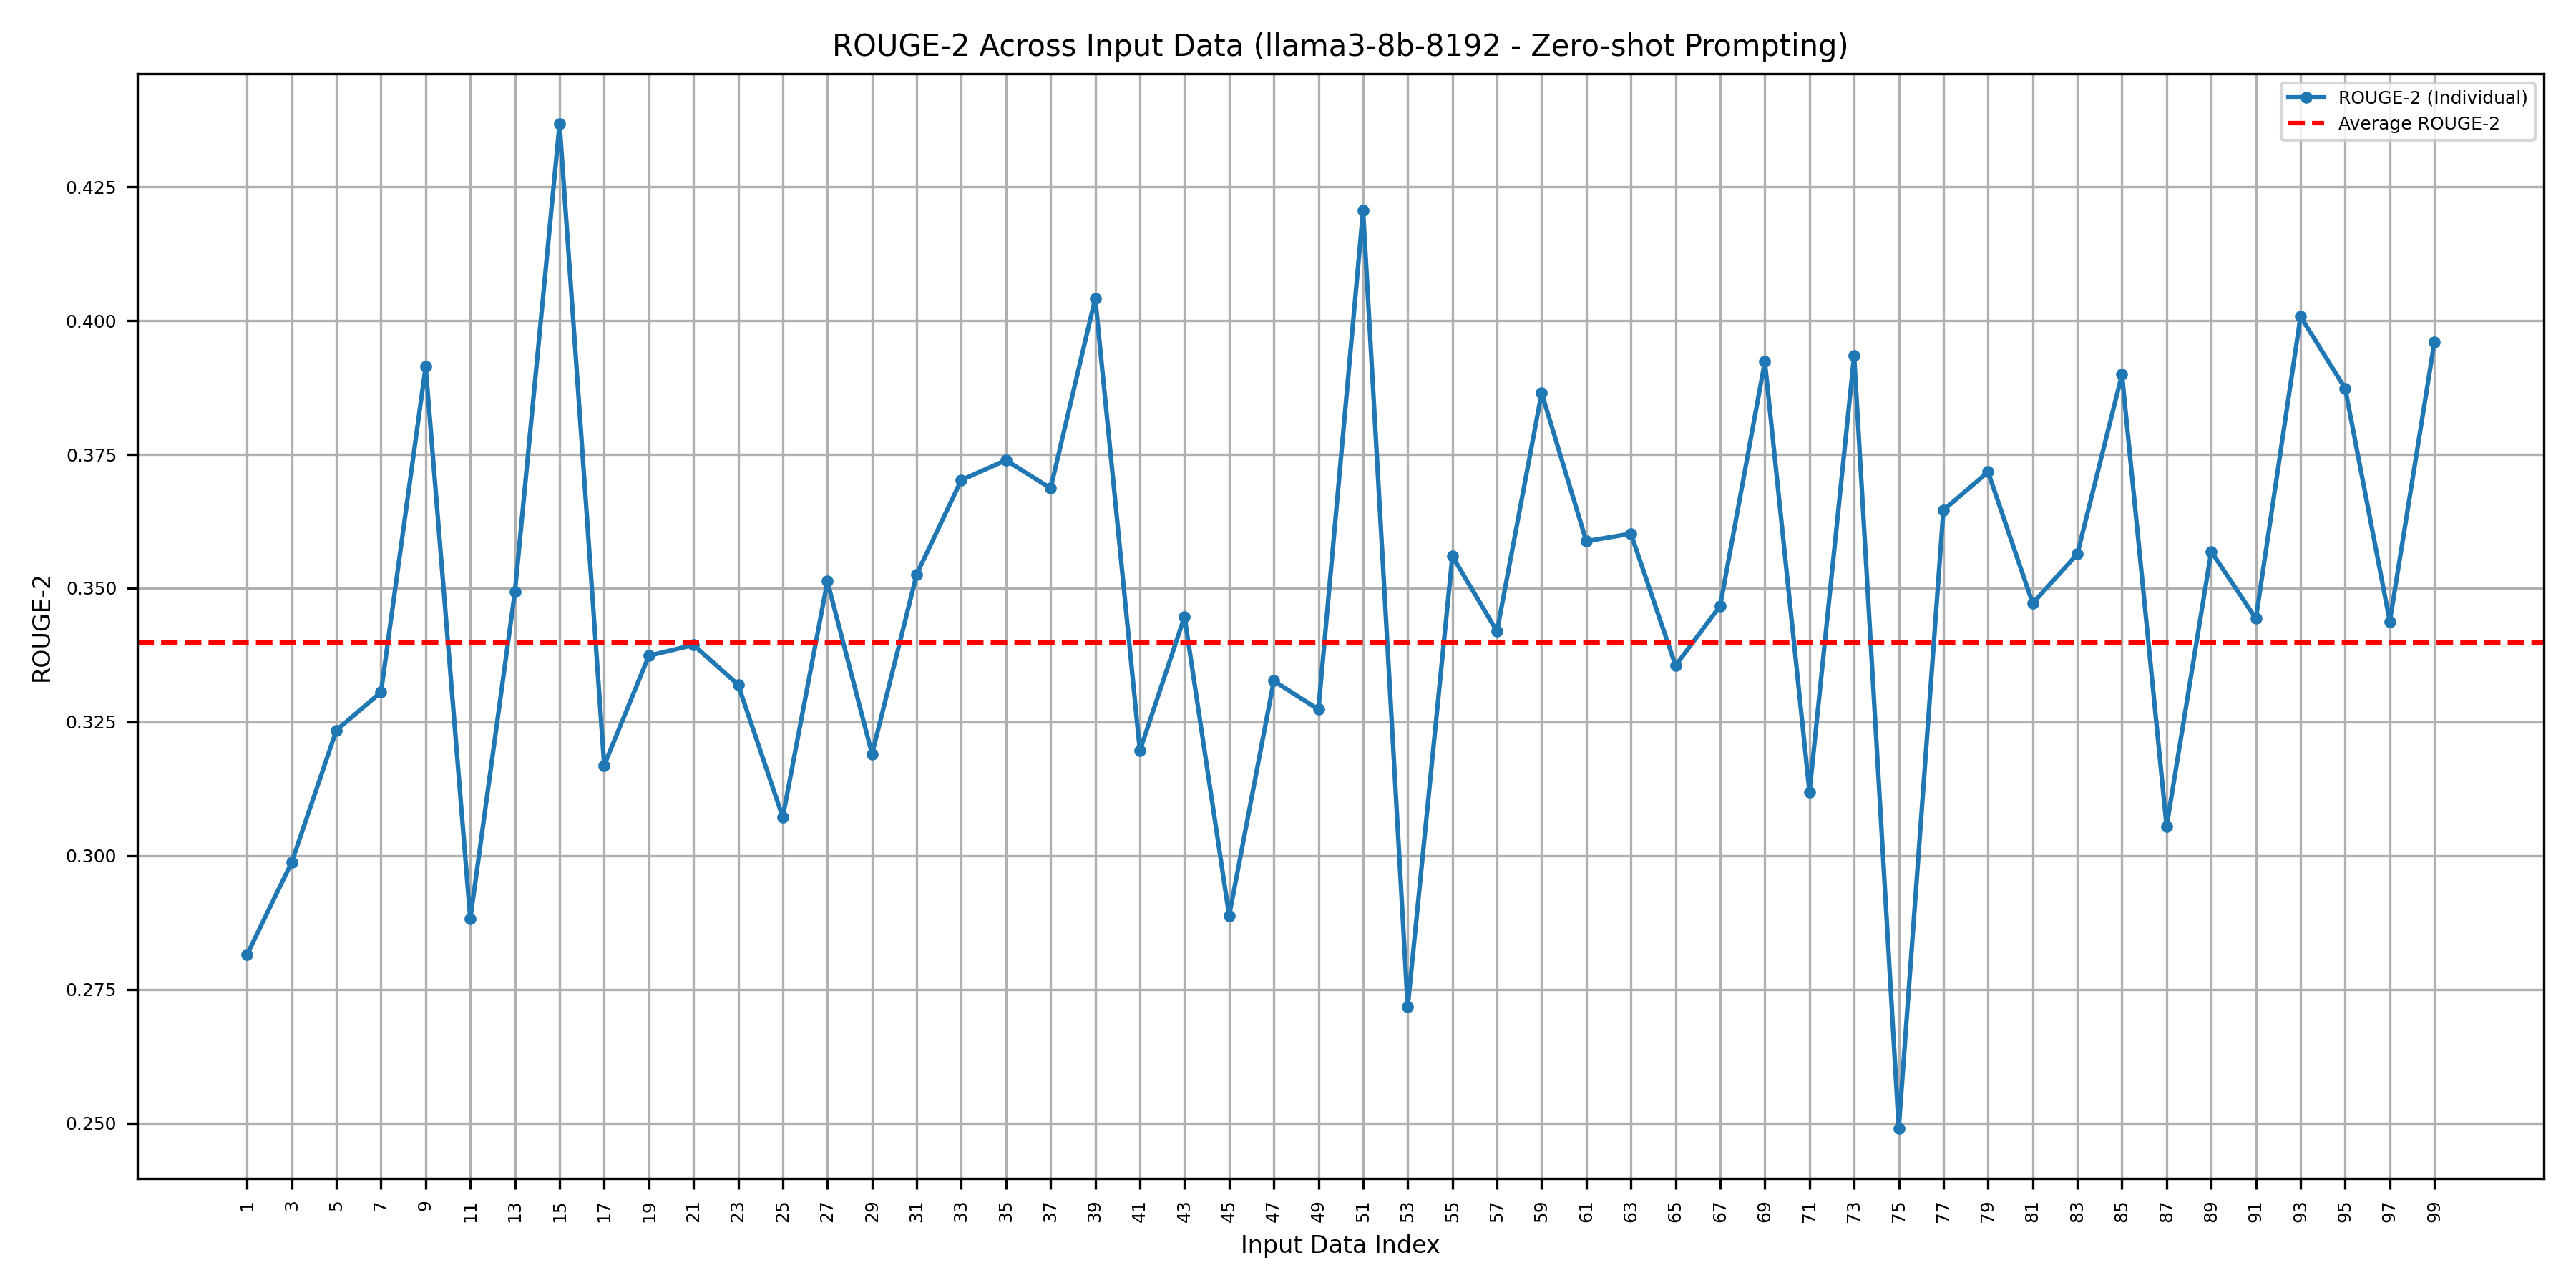 ROUGE-2 Across Input Data (llama3-8b-8192 - Zero-shot Prompting)
ROUGE-2 (Individual)
Average ROUGE-2
0.425
0.400
0.375
0.350
0.325
0.300
0.275
0.250
ROUGE-2
1 3 5 7 9 11 13 15 17 19 21 23 25 27 29 31 33 35 37 39 41 43 45 47 49 51 53 55 57 59 61 63 65 67 69 71 73 75 77 79 81 83 85 87 89 91 93 95 97 99
Input Data Index